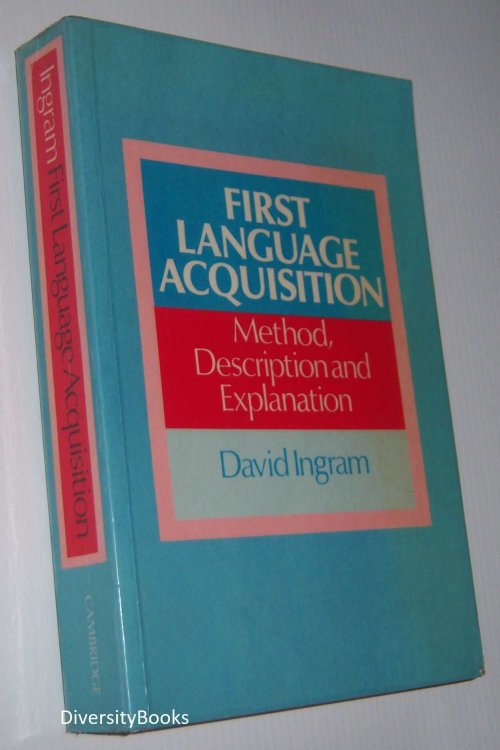 Ingram First Language Acquisition
CAMBRIDGE
FIRST
LANGUAGE
ACQUISITION
Method,
Description and
Explanation
David Ingram
DiversityBooks